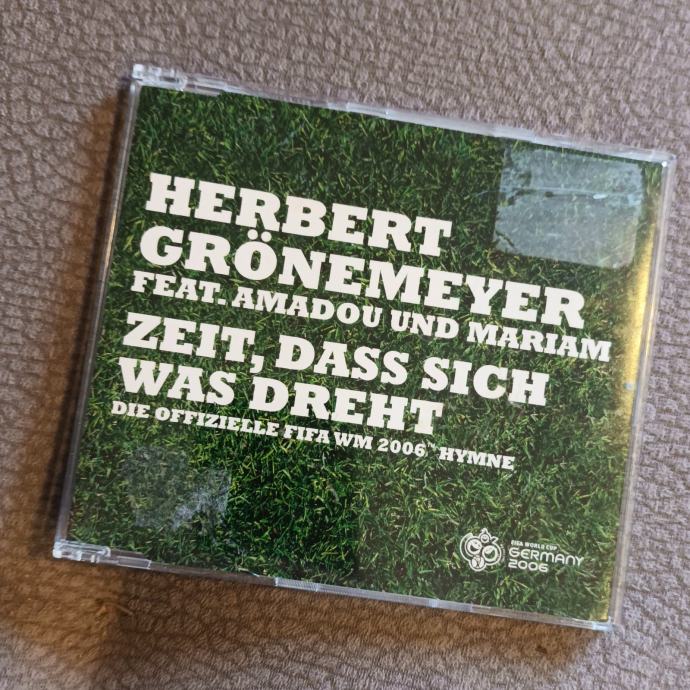 HERBERT
GRÖNEMEYER
FEAT. AMADOU UND MARIAM
ZEIT, DASS SICH
WAS DREHT
DIE OFFIZIELLE FIFA WM 2006™ HYMNE
FIFA WORLD CUP
GERMANY
2006